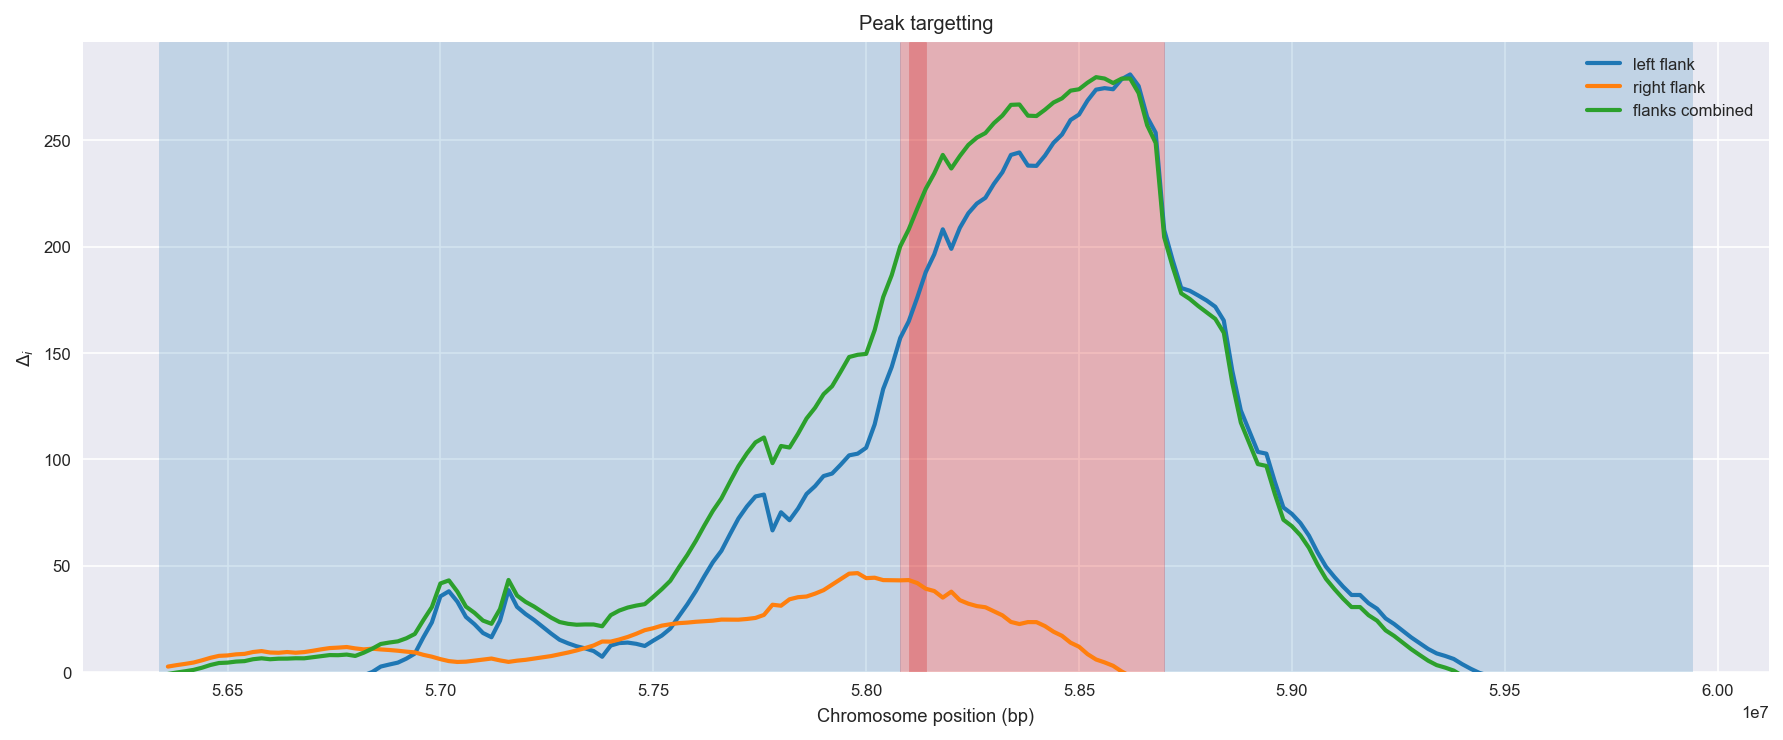 Peak targetting
left flank
right flank
flanks combined
Δi
250
200
150
100
50
0
5.65
5.70
5.75
5.80
5.85
5.90
5.95
6.00
1e7
Chromosome position (bp)